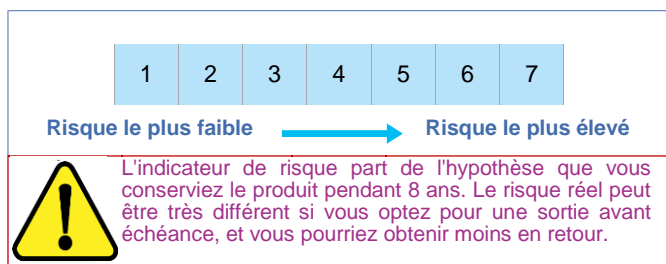 1 2 3 4 5 6 7
Risque le plus faible Risque le plus élevé
L'indicateur de risque part de l'hypothèse que vous
conserviez le produit pendant 8 ans. Le risque réel peut
être très différent si vous optez pour une sortie avant
échéance, et vous pourriez obtenir moins en retour.